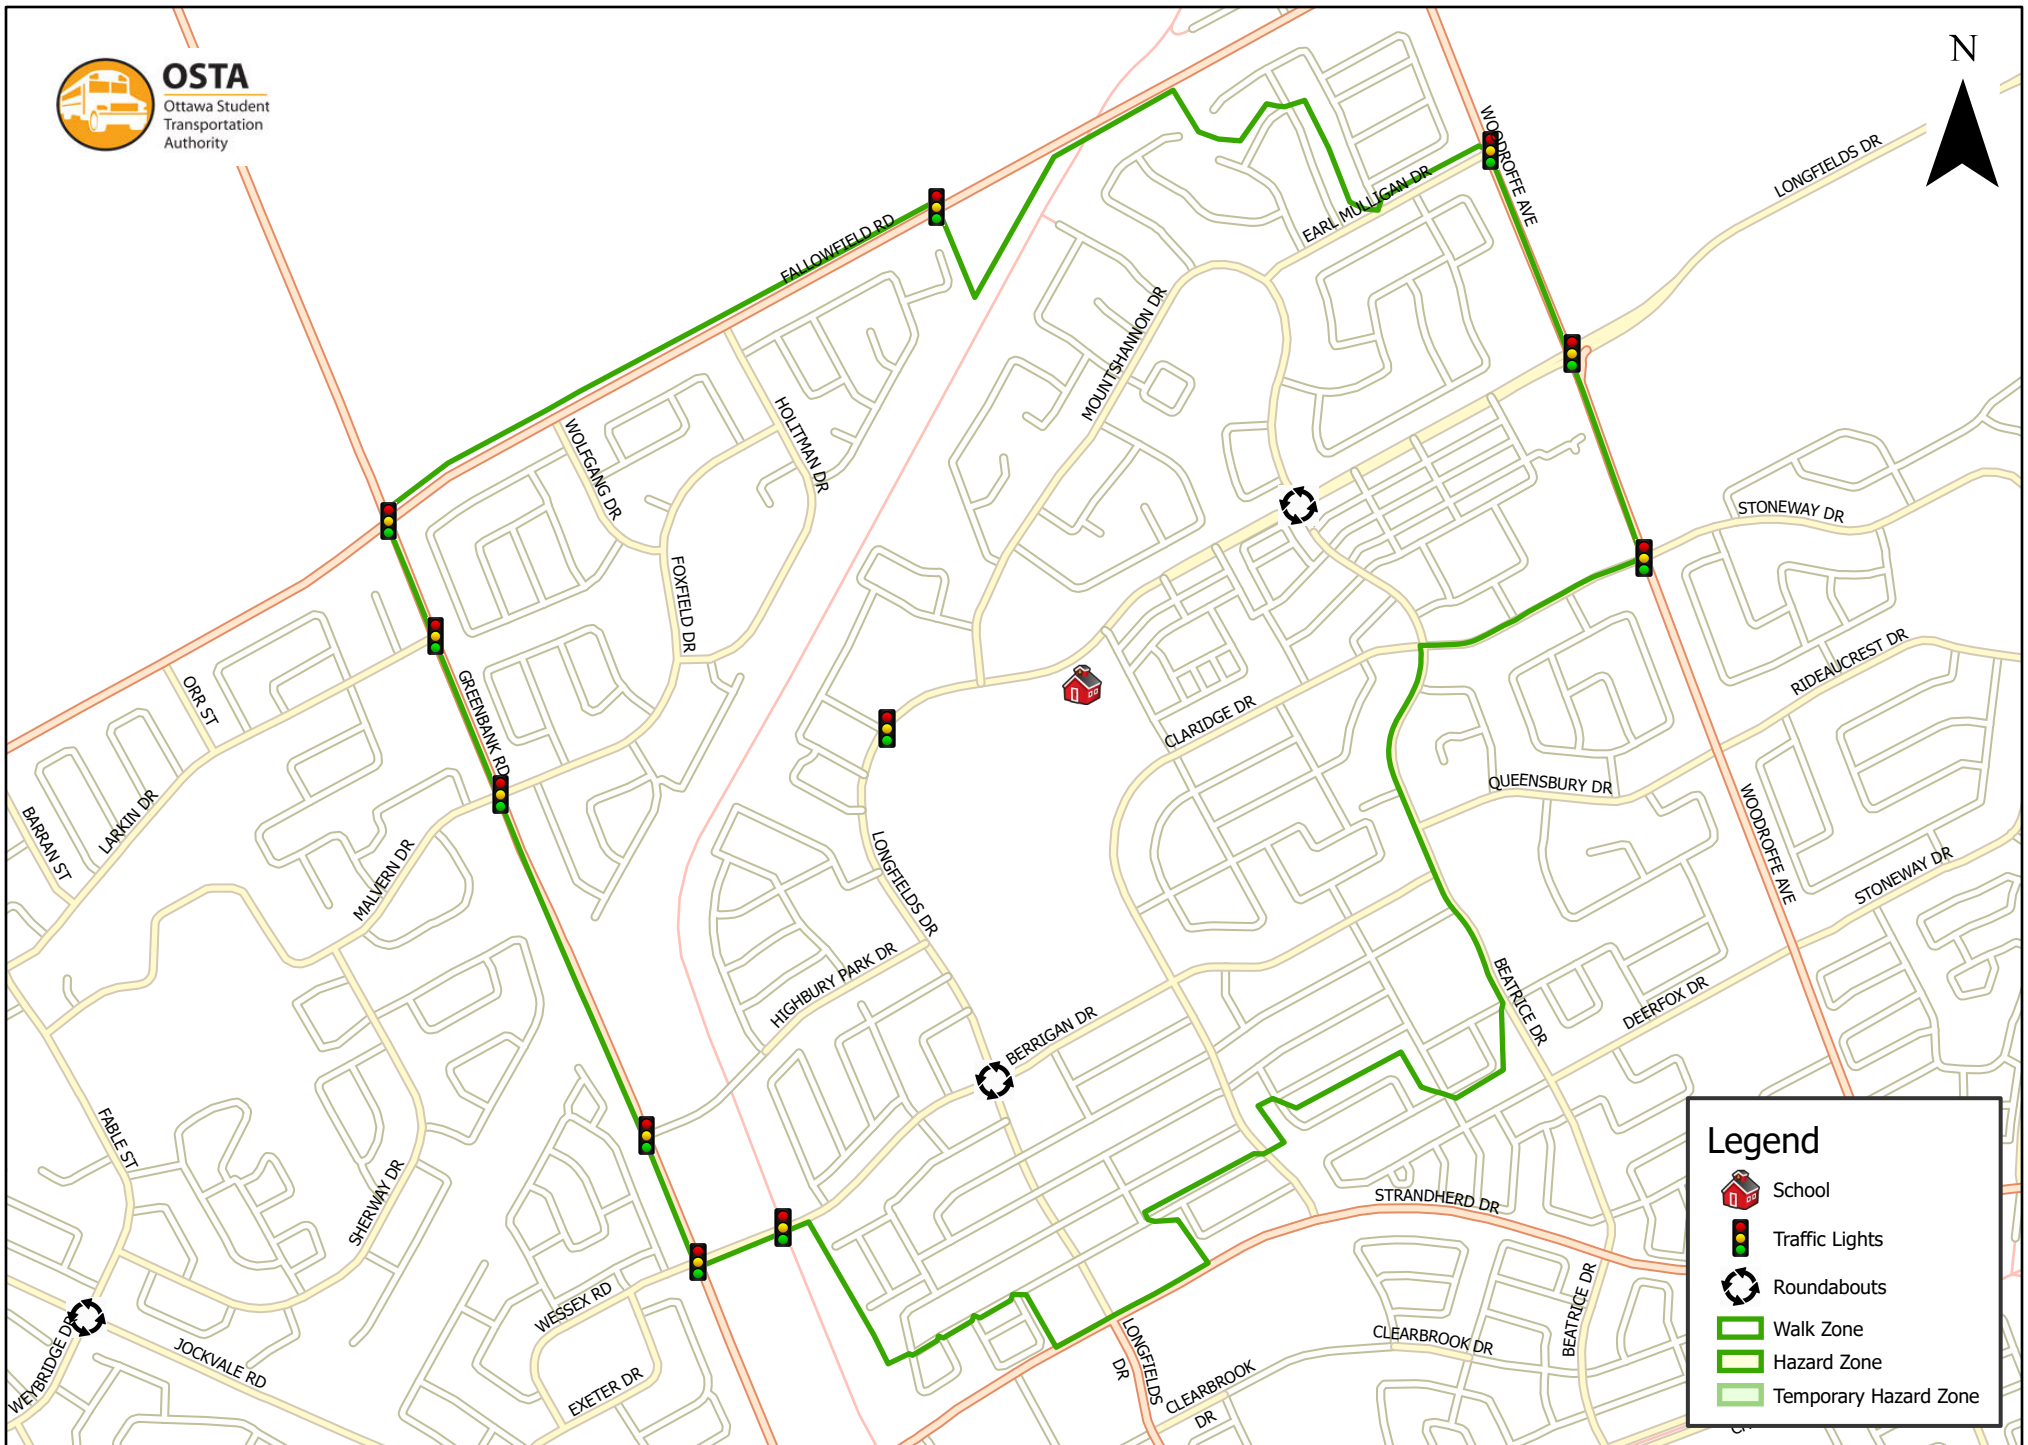 OSTA
Ottawa Student
Transportation
Authority
N
WOODROFFE AVE
LONGFIELDS DR
EARL MULLIGAN DR
FALLOWFIELD RD
MOUNTSHANNON DR
HOLITMAN DR
WOLFGANG DR
STONEWAY DR
FOXFIELD DR
RIDEAUCREST DR
ORR ST
GREENBANK RD
CLARIDGE DR
QUEENSBURY DR
BARRAN ST
LARKIN DR
MALVERN DR
LONGFIELDS DR
WOODROFFE AVE
STONEWAY DR
HIGHBURY PARK DR
BEATRICE DR
DEERFOX DR
BERRIGAN DR
FABLE ST
SHERWAY DR
STRANDHERD DR
WESSEX RD
WEYBRIDGE DR
JOCKVALE RD
EXETER DR
LONGFIELDS
DR
CLEARBROOK
DR
CLEARBROOK DR
BEATRICE DR
Legend
School
Traffic Lights
Roundabouts
Walk Zone
Hazard Zone
Temporary Hazard Zone